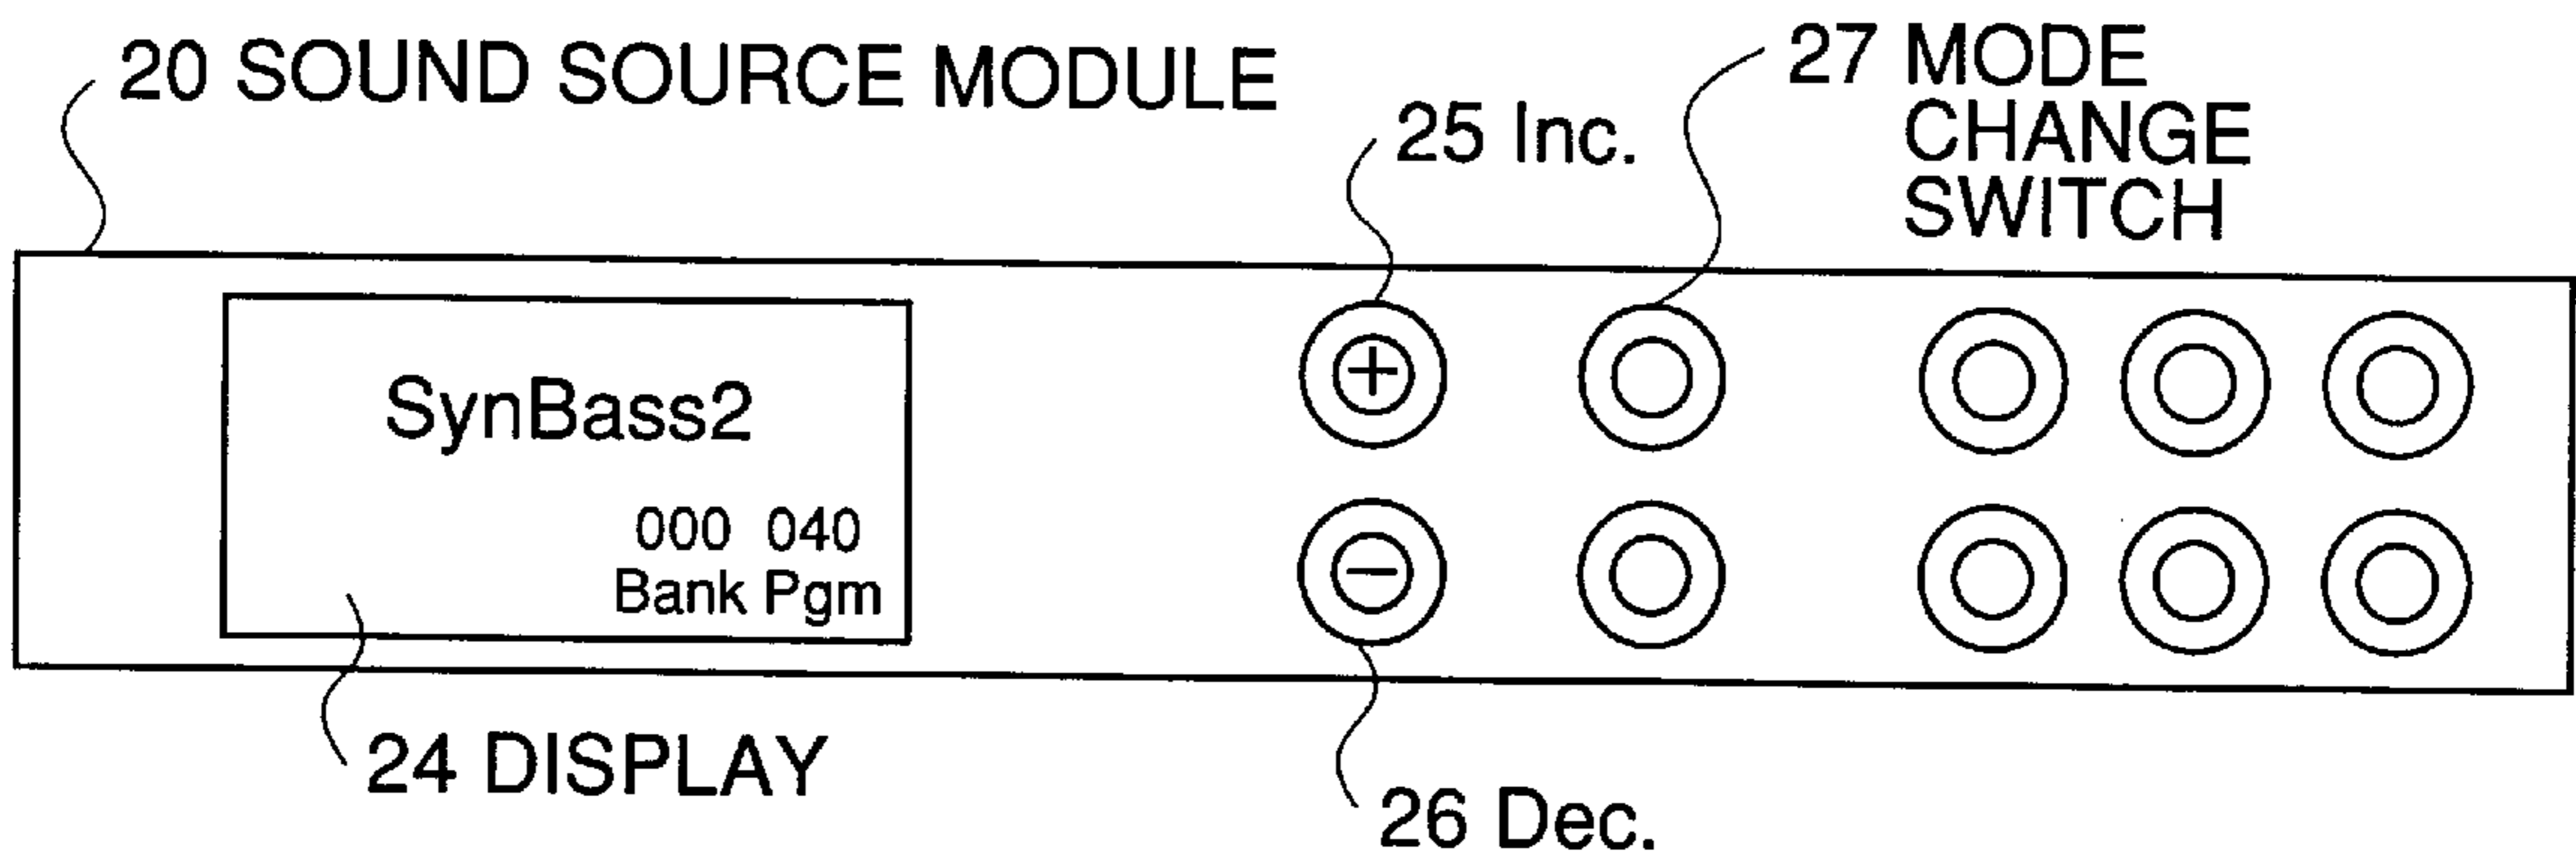 20 SOUND SOURCE MODULE
27 MODE
CHANGE
SWITCH
25 Inc.
+
SynBass2
000 040
Bank Pgm
−
24 DISPLAY
26 Dec.